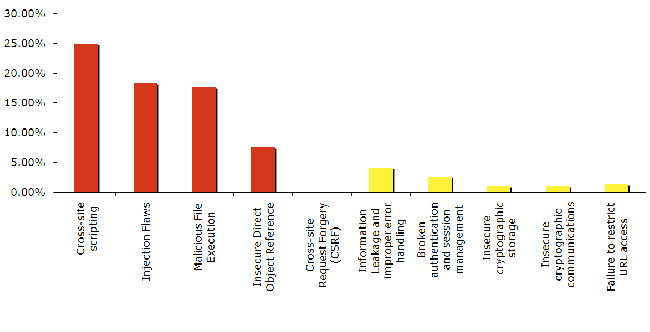 30.00%
25.00%
20.00%
15.00%
10.00%
5.00%
0.00%
Cross-site
scripting
Injection Flaws
Malicious File
Execution
Insecure Direct
Object Reference
Cross-site
Request Forgery
(CSRF)
Information
Leakage and
improper error
handling
Broken
authentication
and session
management
Insecure
cryptographic
storage
Insecure
cryptographic
communications
Failure to restrict
URL access